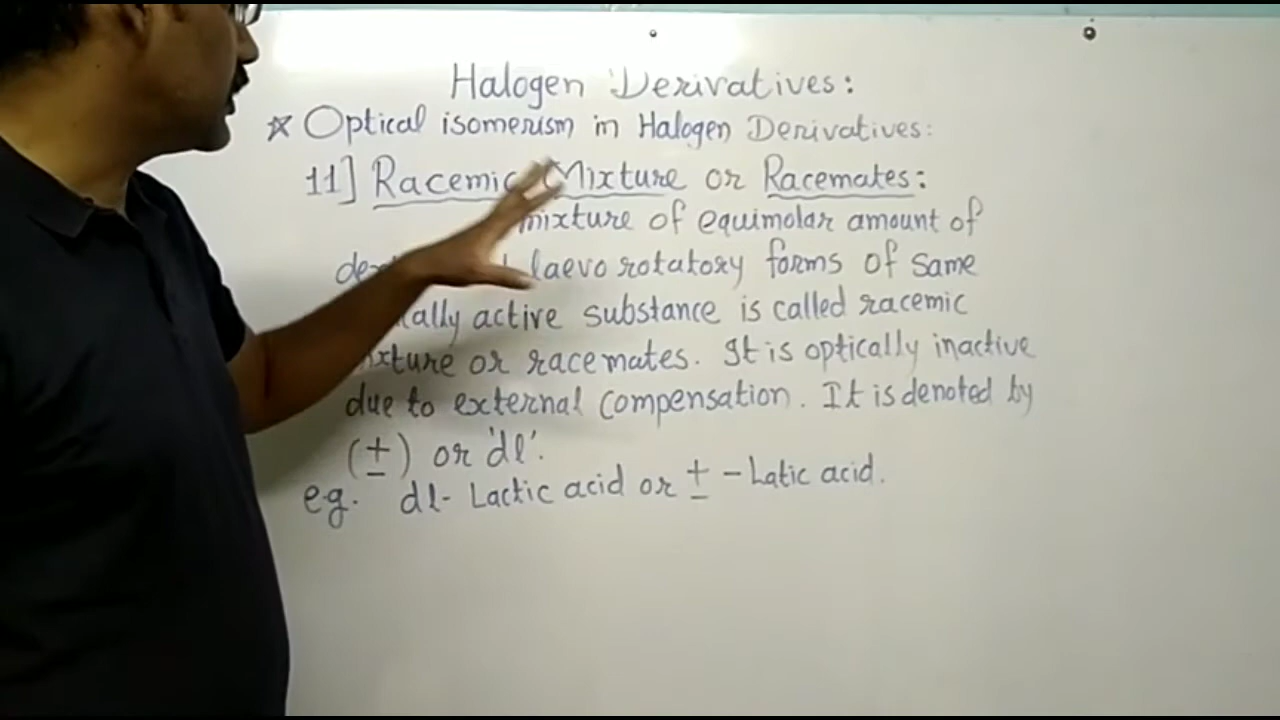 Halogen Derivatives:
☆ Optical isomerism in Halogen Derivatives:
11] Racemic Mixture or Racemates:
mixture of equimolar amount of
laevo rotatory forms of same
active substance is called racemic
or racemates. It is optically inactive
due to external compensation. It is denoted by
(±) or 'dl'.
e.g. dl- Lactic acid or ± - Latic acid.